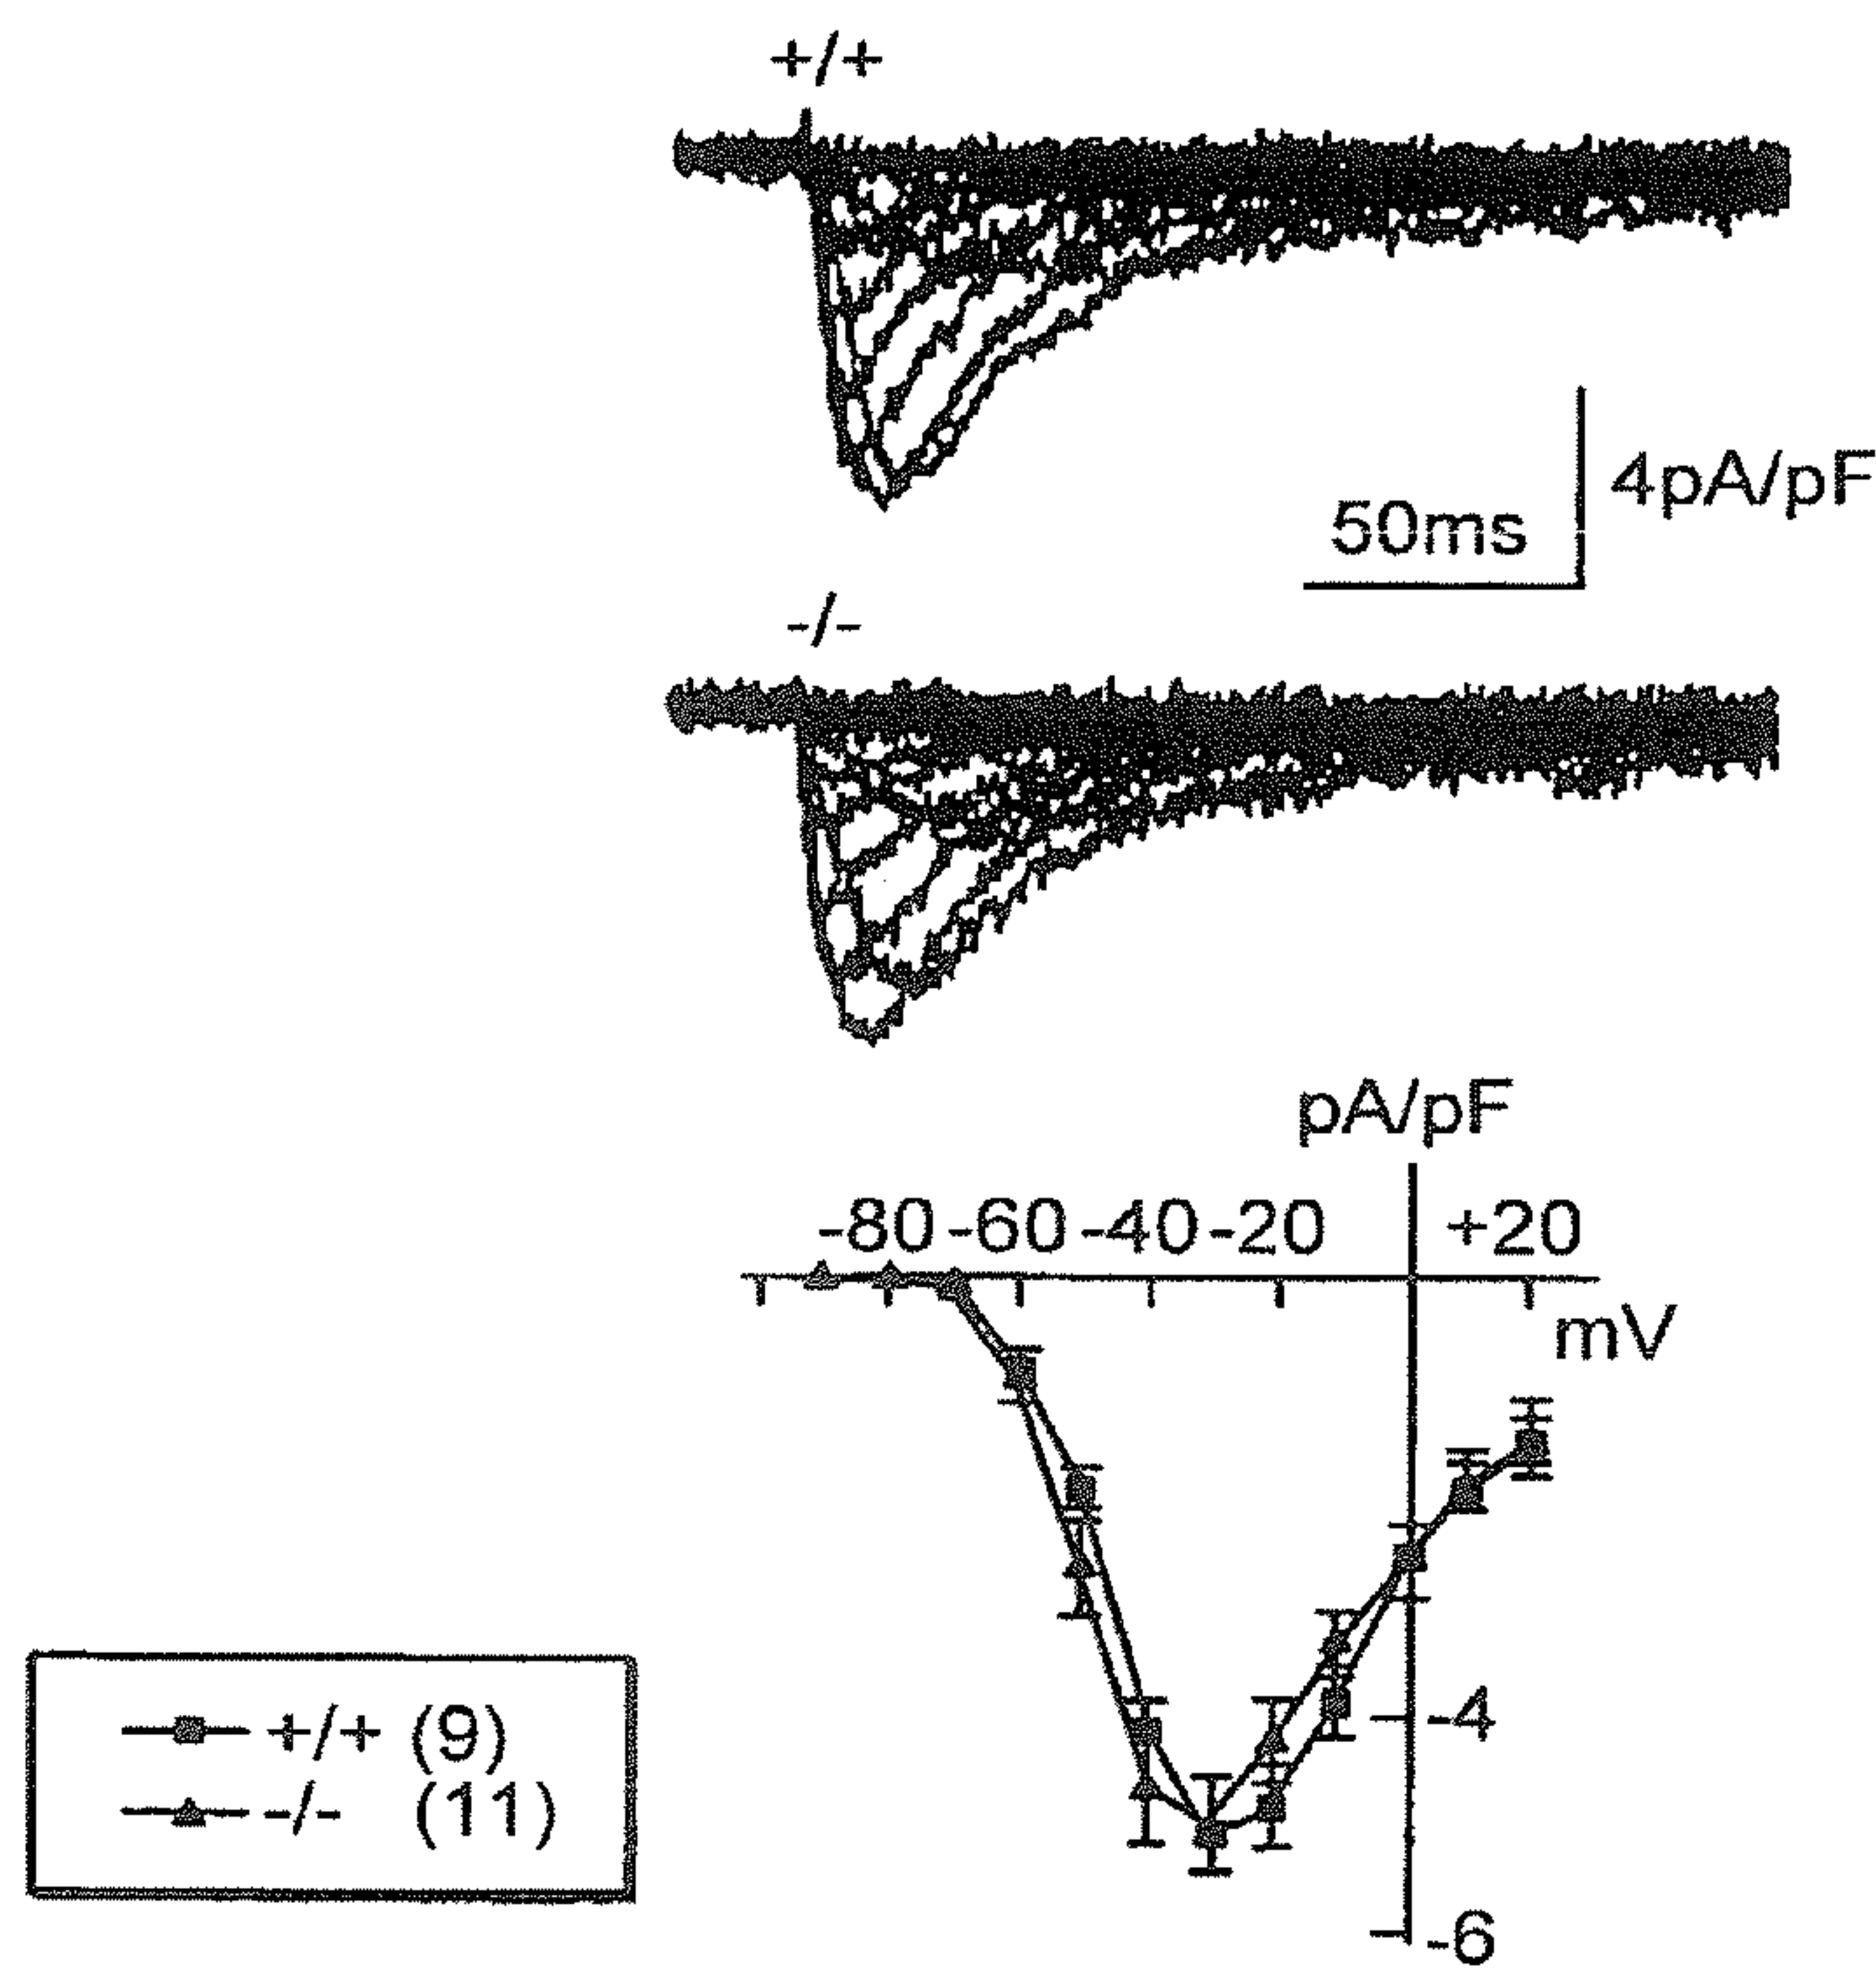 +/+
4pA/pF
50ms
-/-
pA/pF
-80 -60 -40 -20 +20
mV
-4
-6
+/+ (9)
-/- (11)